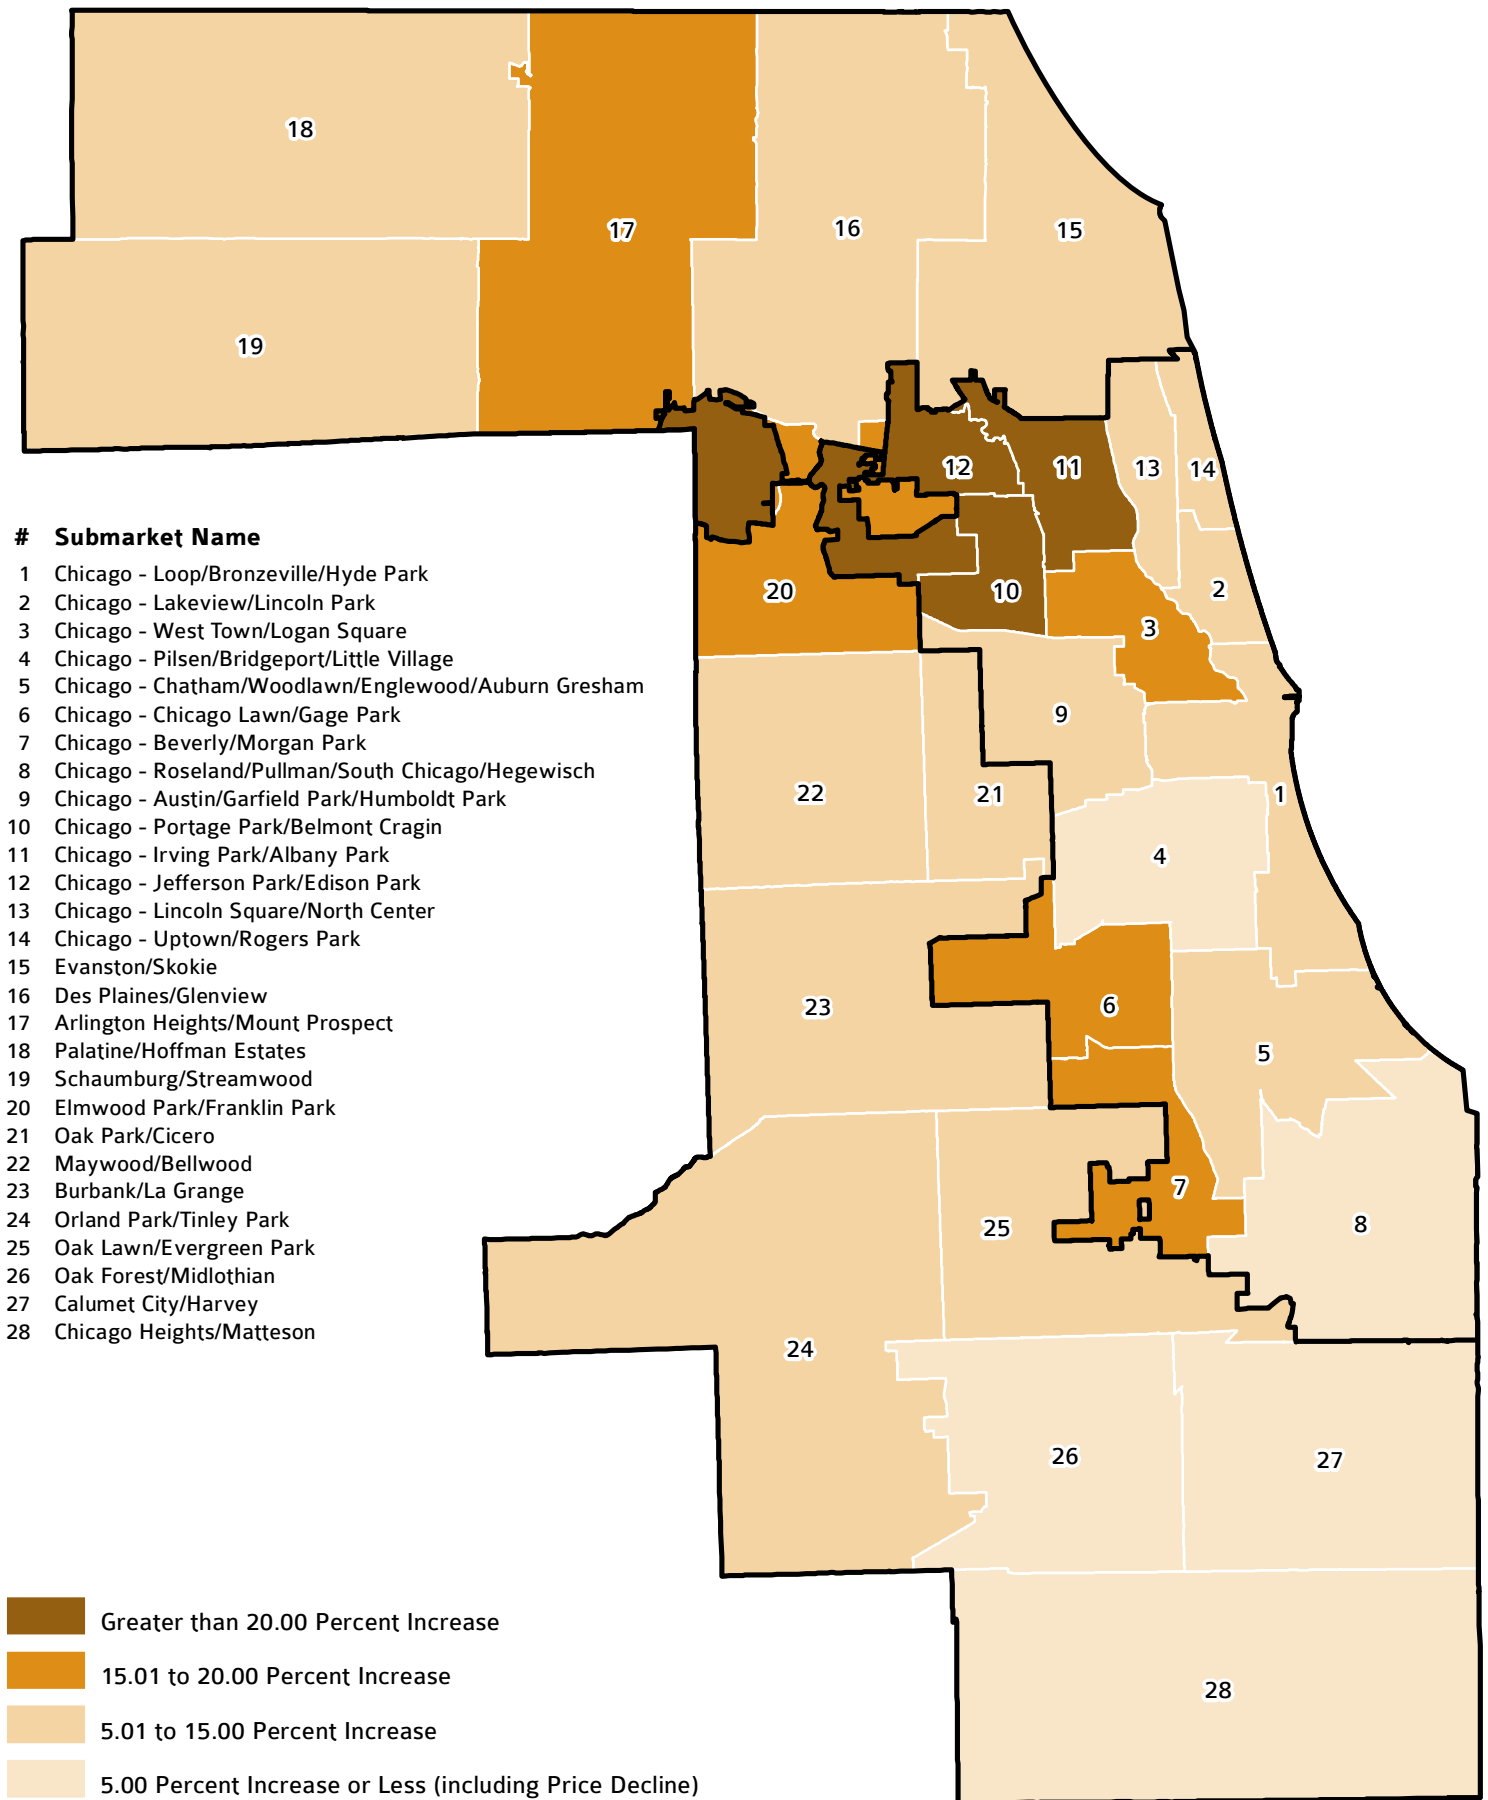 18
17
16
15
19
12
11
13
14
20
10
2
3
9
22
21
1
4
23
6
5
7
25
8
24
26
27
28
# Submarket Name
1 Chicago - Loop/Bronzeville/Hyde Park
2 Chicago - Lakeview/Lincoln Park
3 Chicago - West Town/Logan Square
4 Chicago - Pilsen/Bridgeport/Little Village
5 Chicago - Chatham/Woodlawn/Englewood/Auburn Gresham
6 Chicago - Chicago Lawn/Gage Park
7 Chicago - Beverly/Morgan Park
8 Chicago - Roseland/Pullman/South Chicago/Hegewisch
9 Chicago - Austin/Garfield Park/Humboldt Park
10 Chicago - Portage Park/Belmont Cragin
11 Chicago - Irving Park/Albany Park
12 Chicago - Jefferson Park/Edison Park
13 Chicago - Lincoln Square/North Center
14 Chicago - Uptown/Rogers Park
15 Evanston/Skokie
16 Des Plaines/Glenview
17 Arlington Heights/Mount Prospect
18 Palatine/Hoffman Estates
19 Schaumburg/Streamwood
20 Elmwood Park/Franklin Park
21 Oak Park/Cicero
22 Maywood/Bellwood
23 Burbank/La Grange
24 Orland Park/Tinley Park
25 Oak Lawn/Evergreen Park
26 Oak Forest/Midlothian
27 Calumet City/Harvey
28 Chicago Heights/Matteson
Greater than 20.00 Percent Increase
15.01 to 20.00 Percent Increase
5.01 to 15.00 Percent Increase
5.00 Percent Increase or Less (including Price Decline)